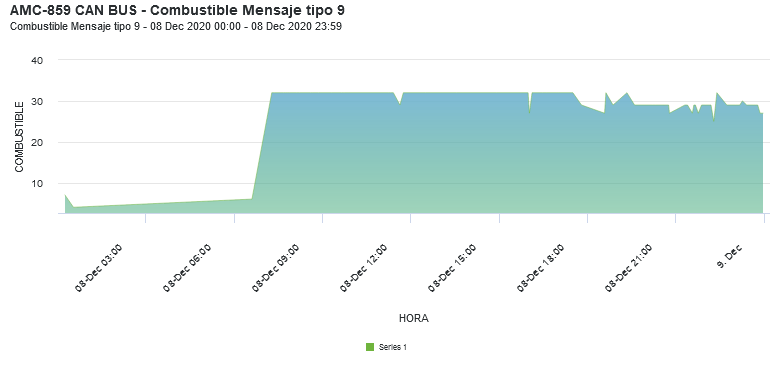 AMC-859 CAN BUS - Combustible Mensaje tipo 9
Combustible Mensaje tipo 9 - 08 Dec 2020 00:00 - 08 Dec 2020 23:59
40
30
20
10
COMBUSTIBLE
08-Dec 03:00
08-Dec 06:00
08-Dec 09:00
08-Dec 12:00
08-Dec 15:00
08-Dec 18:00
08-Dec 21:00
9. Dec
HORA
Series 1